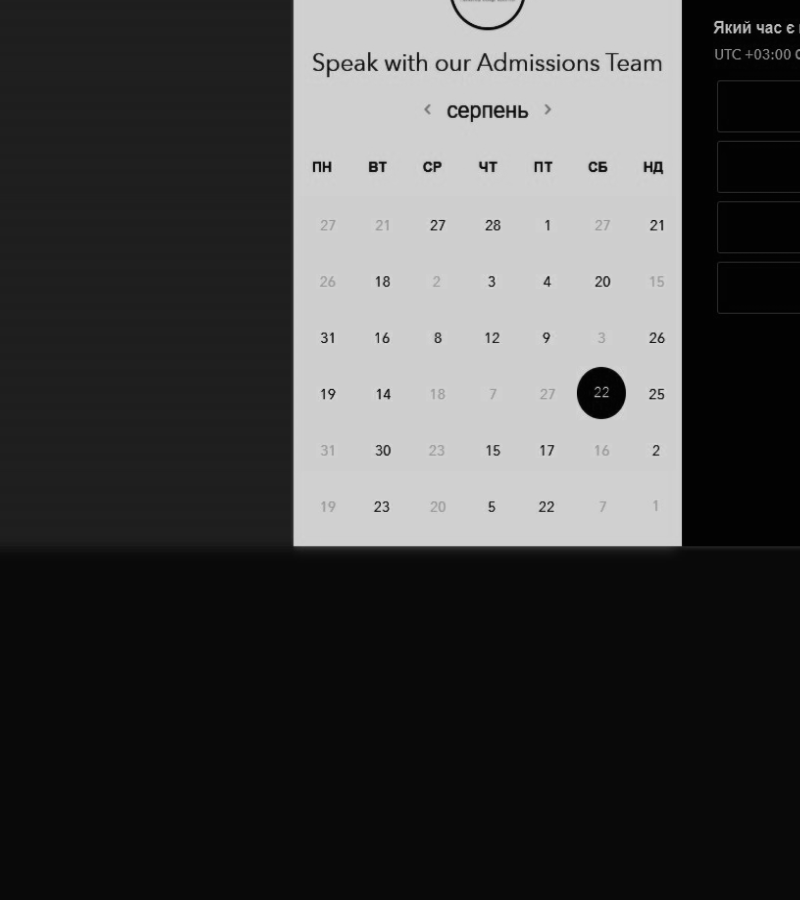 Speak with our Admissions Team
серпень
ПН ВТ СР ЧТ ПТ СБ НД
27 21 27 28 1 27 21
26 18 2 3 4 20 15
31 16 8 12 9 3 26
19 14 18 7 27 22 25
31 30 23 15 17 16 2
19 23 20 5 22 7 1
Який час є
UTC +03:00